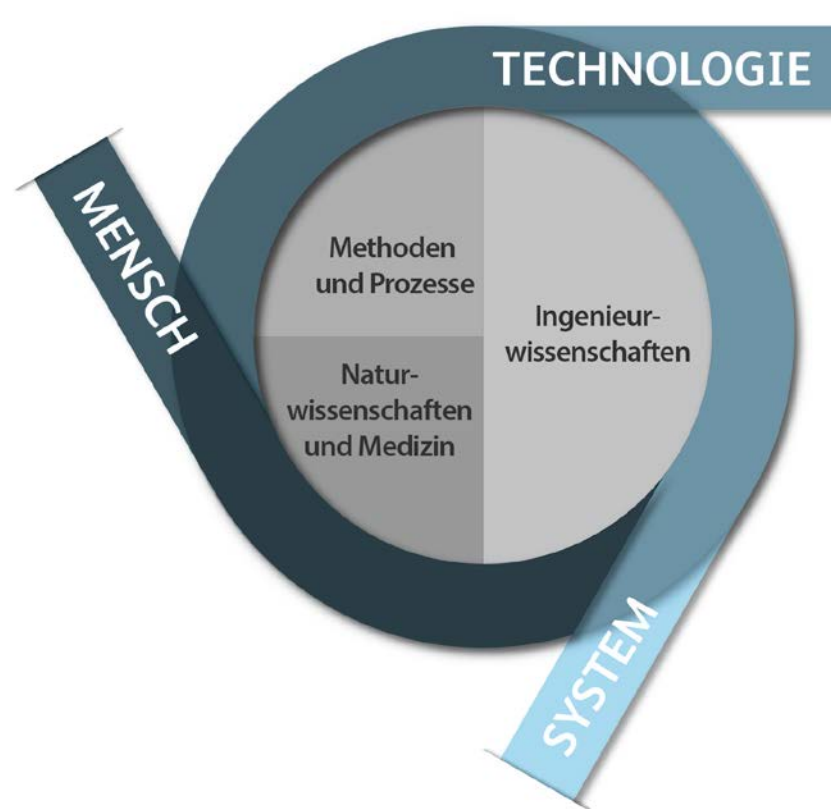 TECHNOLOGIE
MENSCH
Methoden
und Prozesse
Ingenieur-
wissenschaften
Natur-
wissenschaften
und Medizin
SYSTEM